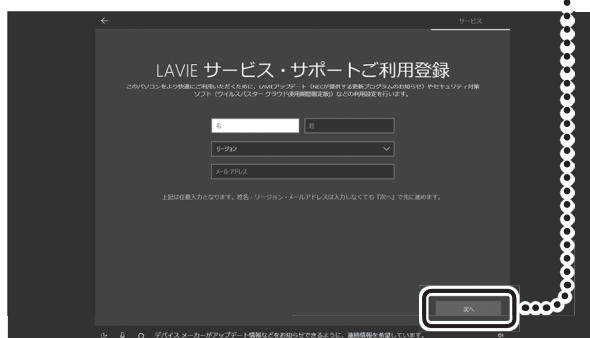 サービス
LAVIE サービス・サポートご利用登録
このパソコンをより快適にご利用いただくために、LAVIEアップデート（NECが提供する更新プログラムのお知らせ）やセキュリティ対策
ソフト（ウイルスバスター クラウド(使用期間限定版)）などの利用設定を行います。
名
姓
リージョン
メール アドレス
上記は任意入力となります。姓名・リージョン・メールアドレスは入力しなくても『次へ』で先に進めます。
次へ
デバイス メーカーがアップデート情報などをお知らせできるように、連絡情報を希望しています。